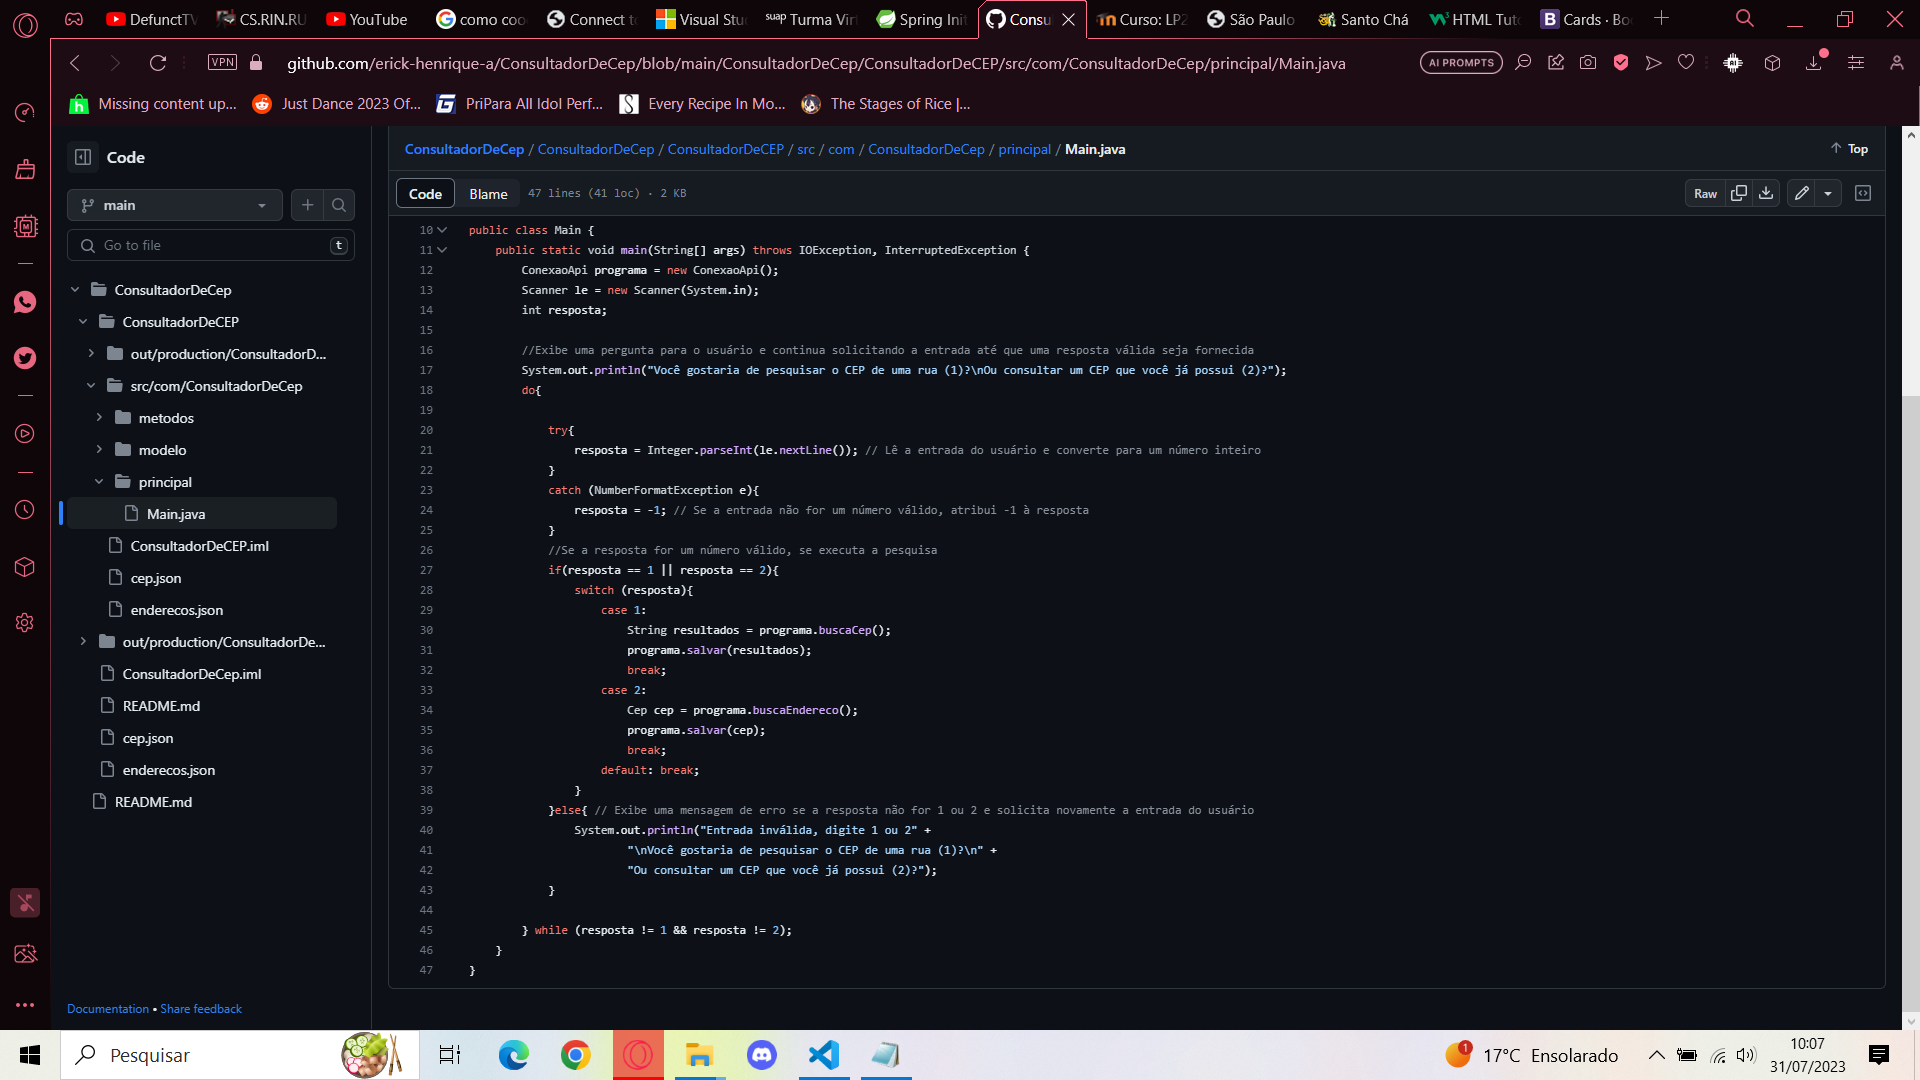 DefunctTV
CS.RIN.RU
YouTube
como coo
Connect to
Visual Stu
suap Turma Virt
Spring Init
Consu
Curso: LP2
São Paulo
Santo Chá
HTML Tuto
Cards · Bo
VPN
github.com/erick-henrique-a/ConsultadorDeCep/blob/main/ConsultadorDeCep/ConsultadorDeCEP/src/com/ConsultadorDeCep/principal/Main.java
AI PROMPTS
Missing content up...
Just Dance 2023 Of...
PriPara All Idol Perf...
Every Recipe In Mo...
The Stages of Rice |...
Code
main
Go to file
t
ConsultadorDeCep
ConsultadorDeCEP
out/production/ConsultadorD...
src/com/ConsultadorDeCep
metodos
modelo
principal
Main.java
ConsultadorDeCEP.iml
cep.json
enderecos.json
out/production/ConsultadorDe...
ConsultadorDeCep.iml
README.md
cep.json
enderecos.json
README.md
Documentation • Share feedback
ConsultadorDeCep / ConsultadorDeCep / ConsultadorDeCEP / src / com / ConsultadorDeCep / principal / Main.java
Top
Code Blame 47 lines (41 loc) · 2 KB
Raw
10 public class Main {
11 public static void main(String[] args) throws IOException, InterruptedException {
12 ConexaoApi programa = new ConexaoApi();
13 Scanner le = new Scanner(System.in);
14 int resposta;
15
16 //Exibe uma pergunta para o usuário e continua solicitando a entrada até que uma resposta válida seja fornecida
17 System.out.println("Você gostaria de pesquisar o CEP de uma rua (1)?\nOu consultar um CEP que você já possui (2)?");
18 do{
19
20 try{
21 resposta = Integer.parseInt(le.nextLine()); // Lê a entrada do usuário e converte para um número inteiro
22 }
23 catch (NumberFormatException e){
24 resposta = -1; // Se a entrada não for um número válido, atribui -1 à resposta
25 }
26 //Se a resposta for um número válido, se executa a pesquisa
27 if(resposta == 1 || resposta == 2){
28 switch (resposta){
29 case 1:
30 String resultados = programa.buscaCep();
31 programa.salvar(resultados);
32 break;
33 case 2:
34 Cep cep = programa.buscaEndereco();
35 programa.salvar(cep);
36 break;
37 default: break;
38 }
39 }else{ // Exibe uma mensagem de erro se a resposta não for 1 ou 2 e solicita novamente a entrada do usuário
40 System.out.println("Entrada inválida, digite 1 ou 2" +
41 "\nVocê gostaria de pesquisar o CEP de uma rua (1)?\n" +
42 "Ou consultar um CEP que você já possui (2)?");
43 }
44
45 } while (resposta != 1 && resposta != 2);
46 }
47 }
Pesquisar
1
17°C Ensolarado
10:07
31/07/2023